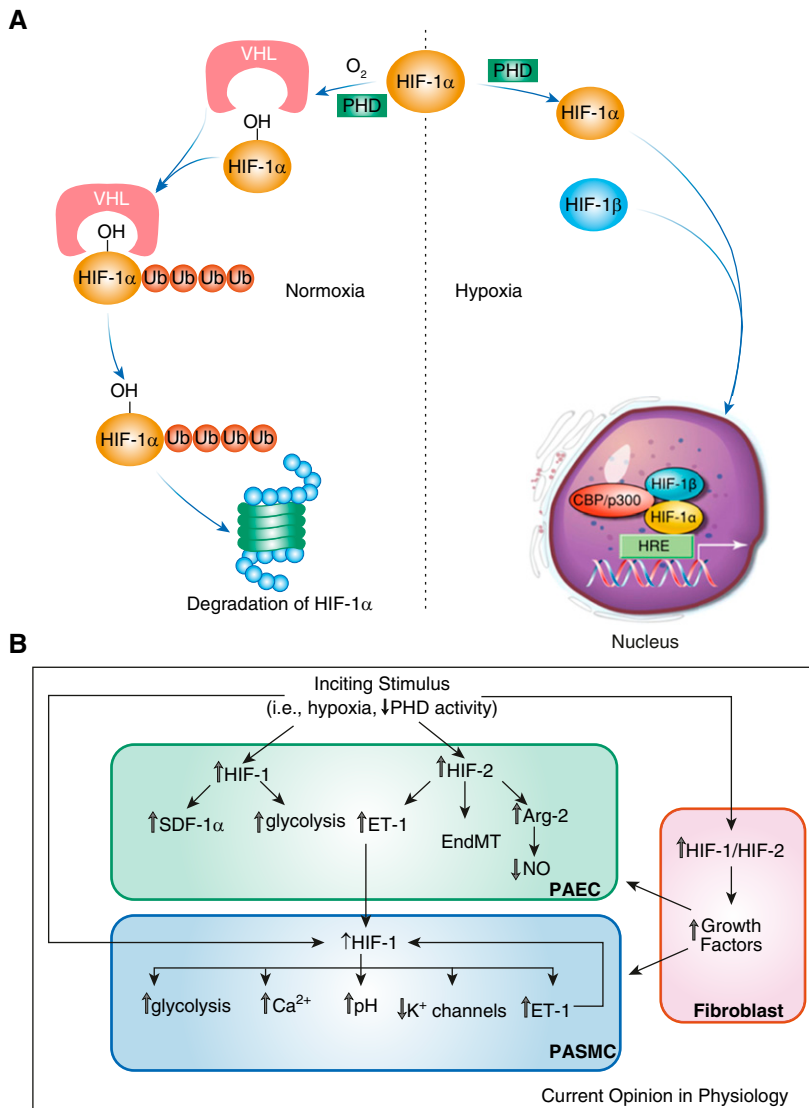 A
VHL
O2
PHD
HIF-1α
PHD
HIF-1α
OH
HIF-1α
HIF-1β
VHL
OH
HIF-1α Ub Ub Ub Ub
Normoxia
Hypoxia
OH
HIF-1α Ub Ub Ub Ub
Degradation of HIF-1α
CBP/p300
HIF-1β
HIF-1α
HRE
Nucleus
B
Inciting Stimulus
(i.e., hypoxia, ↓PHD activity)
↑HIF-1
↑HIF-2
↑SDF-1α
↑glycolysis
↑ET-1
EndMT
↑Arg-2
↓NO
PAEC
↑HIF-1/HIF-2
↑Growth
Factors
Fibroblast
↑HIF-1
↑glycolysis
↑Ca2+
↑pH
↓K+ channels
↑ET-1
PASMC
Current Opinion in Physiology